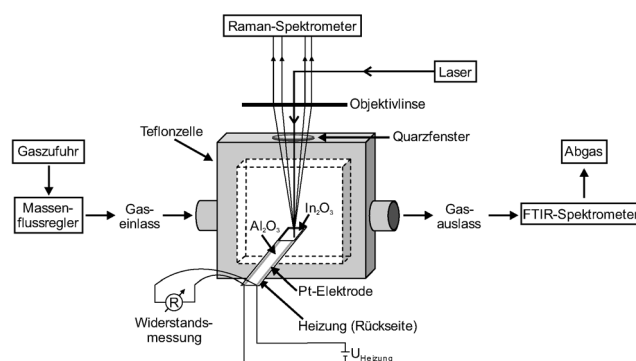 Raman-Spektrometer
Laser
Objektivlinse
Teflonzelle
Quarzfenster
Gaszufuhr
Abgas
Massen-
flussregler
Gas-
einlass
Al₂O₃
In₂O₃
Gas-
auslass
FTIR-Spektrometer
Pt-Elektrode
R
Widerstands-
messung
Heizung (Rückseite)
U_Heizung